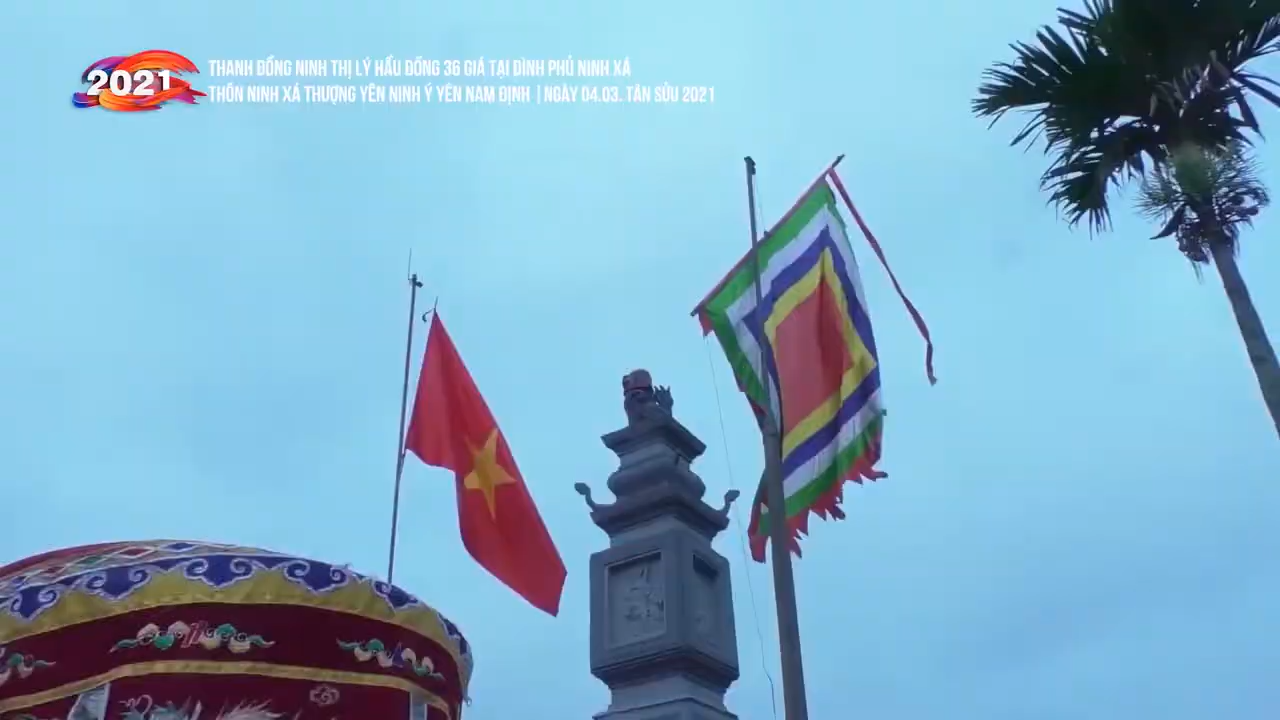 2021
THANH ĐỒNG NINH THỊ LÝ HẦU ĐỒNG 36 GIÁ TẠI ĐÌNH PHỦ NINH XÁ
THÔN NINH XÁ THƯỢNG YÊN NINH Ý YÊN NAM ĐỊNH | NGÀY 04.03. TÂN SỬU 2021